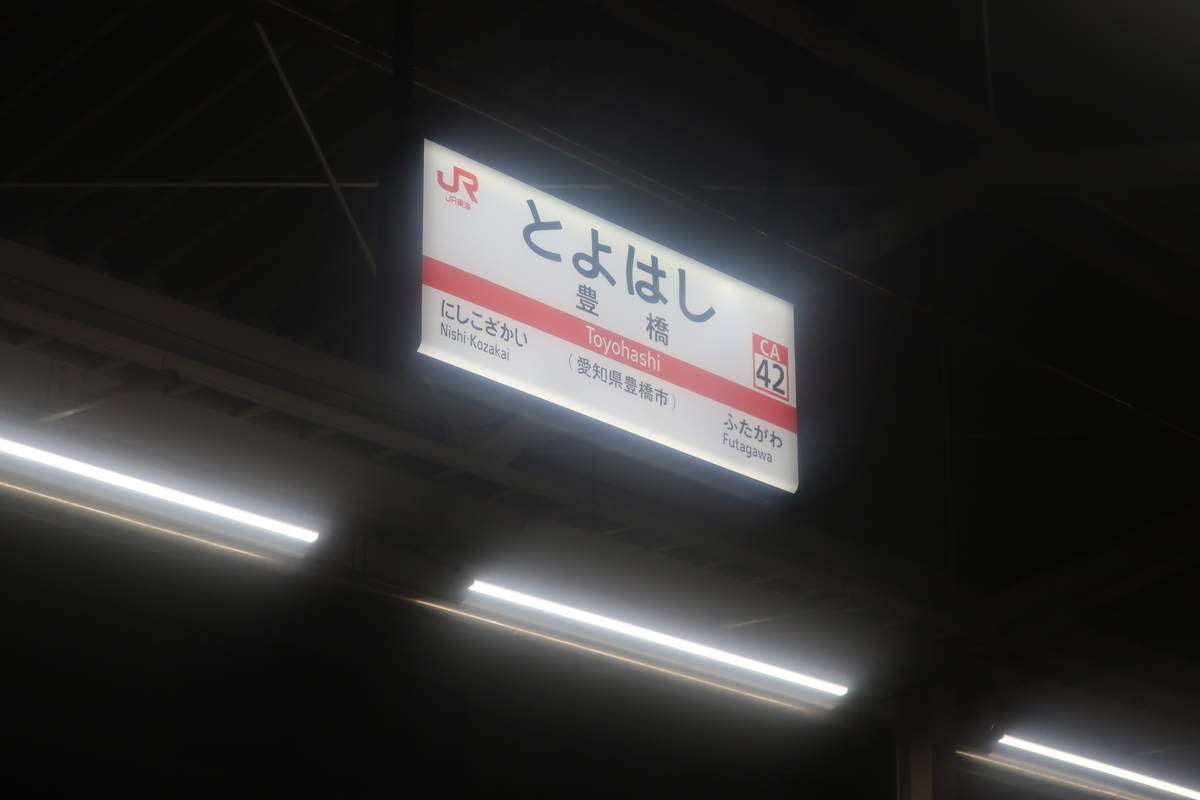 JR
JR東海
とよはし
豊橋
CA
42
Toyohashi
にしこざかい
Nishi-Kozakai
(愛知県豊橋市)
ふたがわ
Futagawa